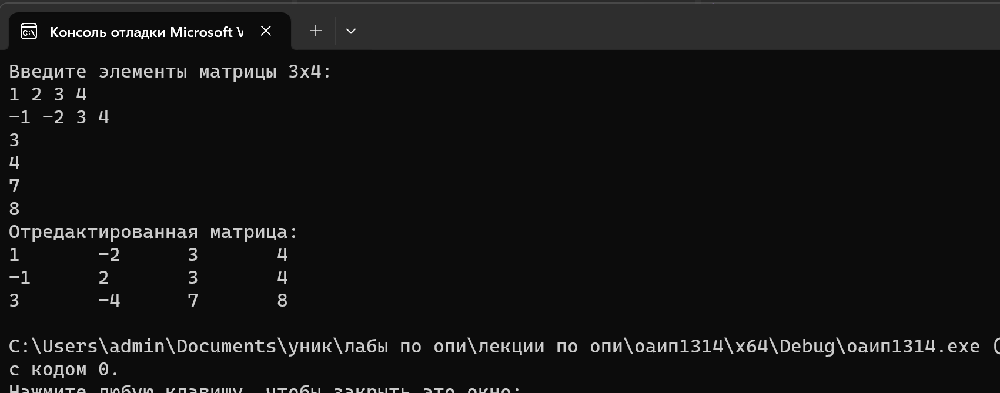 Консоль отладки Microsoft V
Введите элементы матрицы 3x4:
1 2 3 4
-1 -2 3 4
3
4
7
8
Отредактированная матрица:
1 -2 3 4
-1 2 3 4
3 -4 7 8
C:\Users\admin\Documents\уник\лабы по опи\лекции по опи\оаип1314\x64\Debug\оаип1314.exe (
с кодом 0.
Нажмите любую клавишу, чтобы закрыть это окно: